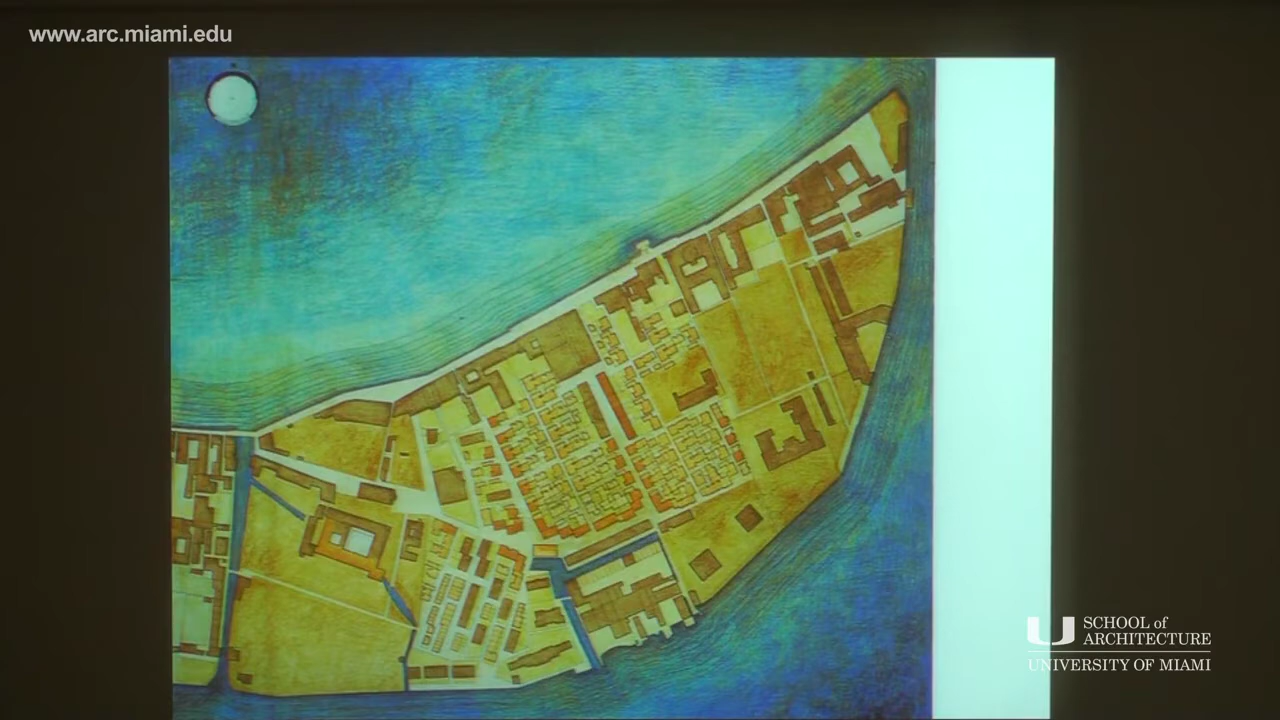 www.arc.miami.edu
U SCHOOL of
ARCHITECTURE
UNIVERSITY OF MIAMI